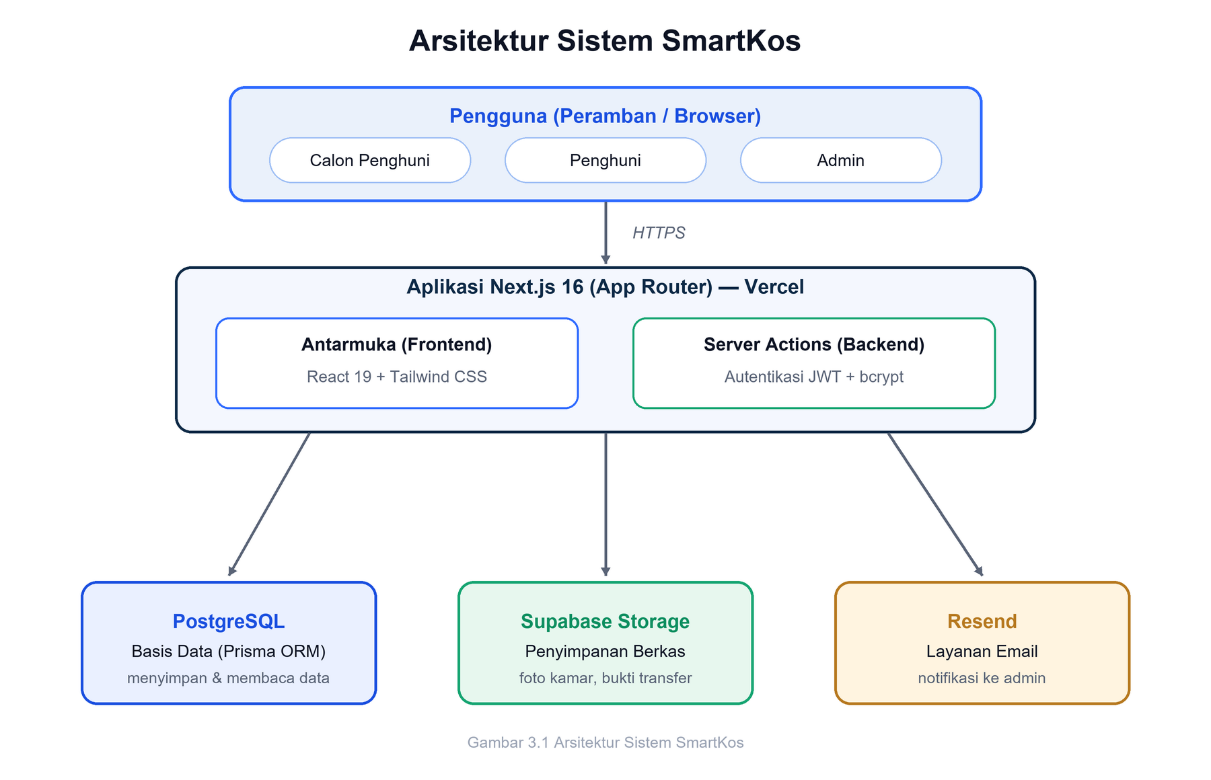 Arsitektur Sistem SmartKos
Pengguna (Peramban / Browser)
Calon Penghuni
Penghuni
Admin
HTTPS
Aplikasi Next.js 16 (App Router) — Vercel
Antarmuka (Frontend)
React 19 + Tailwind CSS
Server Actions (Backend)
Autentikasi JWT + bcrypt
PostgreSQL
Basis Data (Prisma ORM)
menyimpan & membaca data
Supabase Storage
Penyimpanan Berkas
foto kamar, bukti transfer
Resend
Layanan Email
notifikasi ke admin
Gambar 3.1 Arsitektur Sistem SmartKos